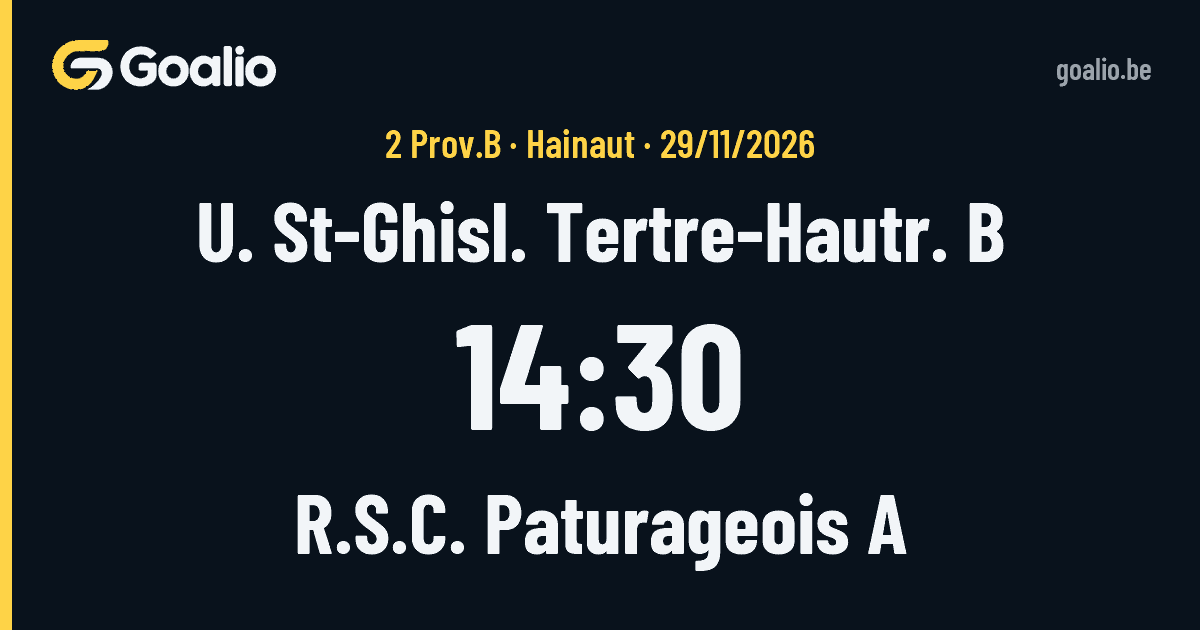 Goalio
goalio.be
2 Prov.B · Hainaut · 29/11/2026
U. St-Ghisl. Tertre-Hautr. B
14:30
R.S.C. Paturageois A